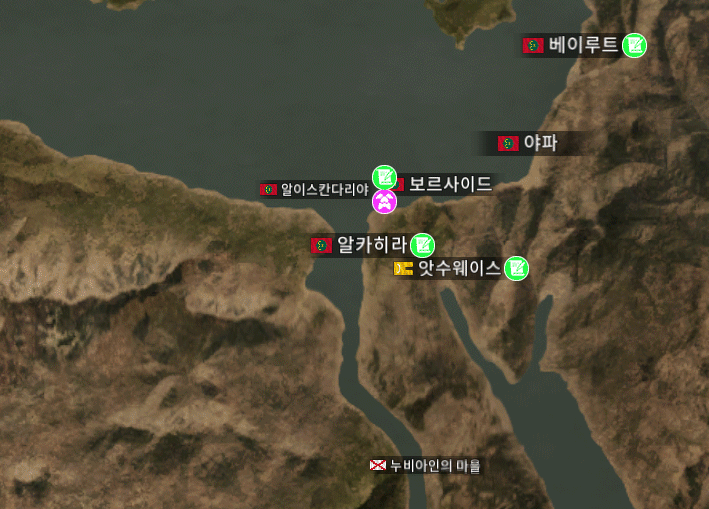 베이루트
야파
알이스칸다리야
보르사이드
알카히라
앗수웨이스
누비아인의 마을